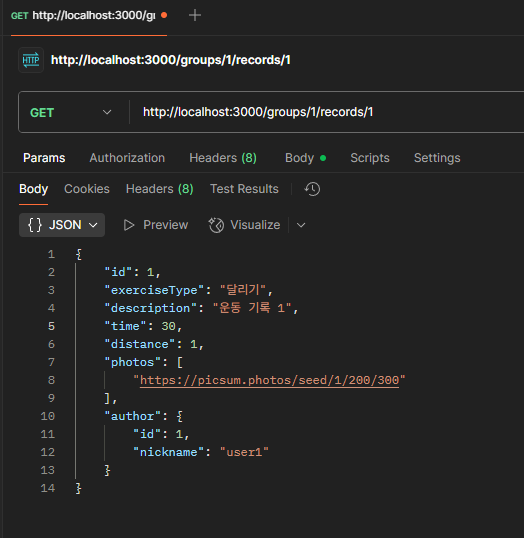 GET http://localhost:3000/gr
HTTP http://localhost:3000/groups/1/records/1
GET http://localhost:3000/groups/1/records/1
Params Authorization Headers (8) Body Scripts Settings
Body Cookies Headers (8) Test Results
{} JSON Preview Visualize
1 {
2 "id": 1,
3 "exerciseType": "달리기",
4 "description": "운동 기록 1",
5 "time": 30,
6 "distance": 1,
7 "photos": [
8 "https://picsum.photos/seed/1/200/300"
9 ],
10 "author": {
11 "id": 1,
12 "nickname": "user1"
13 }
14 }